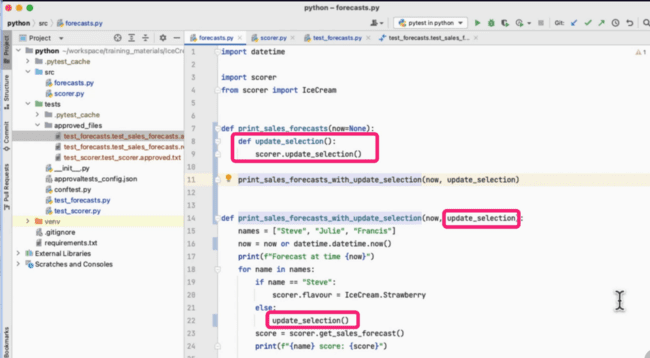 python – forecasts.py
python
forecasts.py
pytest in python
Git:
Project
forecasts.py
scorer.py
test_forecasts.py
test_forecasts.test_sales_f...
python ~/workspace/training_materials/IceCre
.pytest_cache
src
forecasts.py
scorer.py
tests
.pytest_cache
approved_files
test_forecasts.test_sales_forecasts.a
test_forecasts.test_sales_forecasts.r
test_scorer.test_scorer.approved.txt
__init__.py
approvaltests_config.json
conftest.py
test_forecasts.py
test_scorer.py
venv
.gitignore
requirements.txt
External Libraries
Scratches and Consoles
Project
Structure
Commit
Pull Requests
Bookmarks
1 import datetime
2
3
import scorer
4 from scorer import IceCream
5
6
7 def print_sales_forecasts(now=None):
8 def update_selection():
9 scorer.update_selection()
10
11 print_sales_forecasts_with_update_selection(now, update_selection)
12
13
14 def print_sales_forecasts_with_update_selection(now, update_selection):
15 names = ["Steve", "Julie", "Francis"]
16 now = now or datetime.datetime.now()
17 print(f"Forecast at time {now}")
18 for name in names:
19 if name == "Steve":
20 scorer.flavour = IceCream.Strawberry
21 else:
22 update_selection()
23 score = scorer.get_sales_forecast()
24 print(f"{name} score: {score}")
1